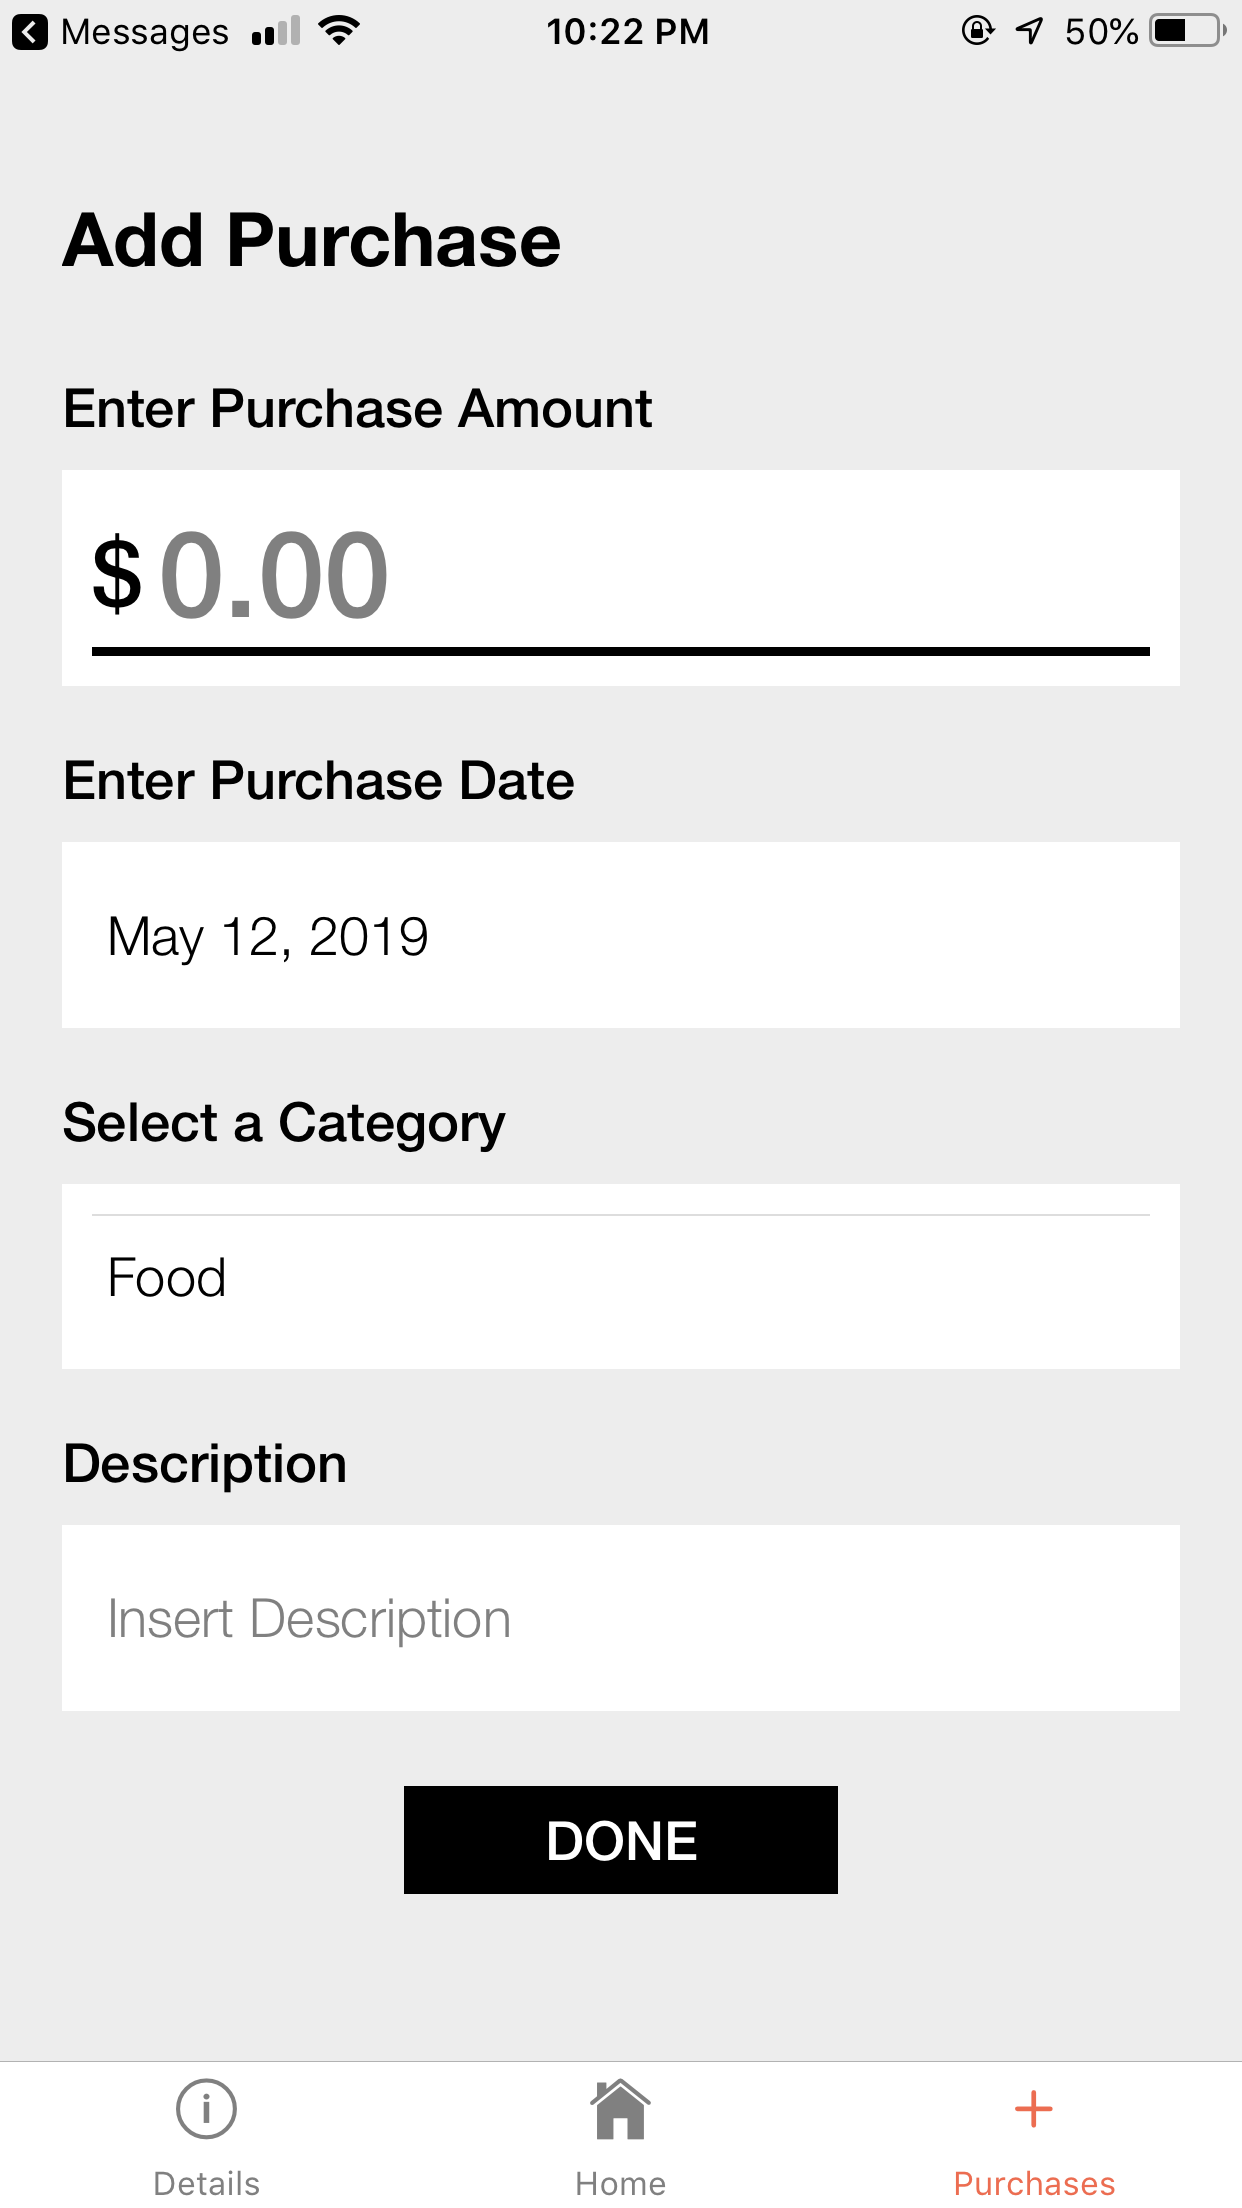 Messages 10:22 PM 50%
Add Purchase
Enter Purchase Amount
$ 0.00
Enter Purchase Date
May 12, 2019
Select a Category
Food
Description
Insert Description
DONE
Details Home Purchases